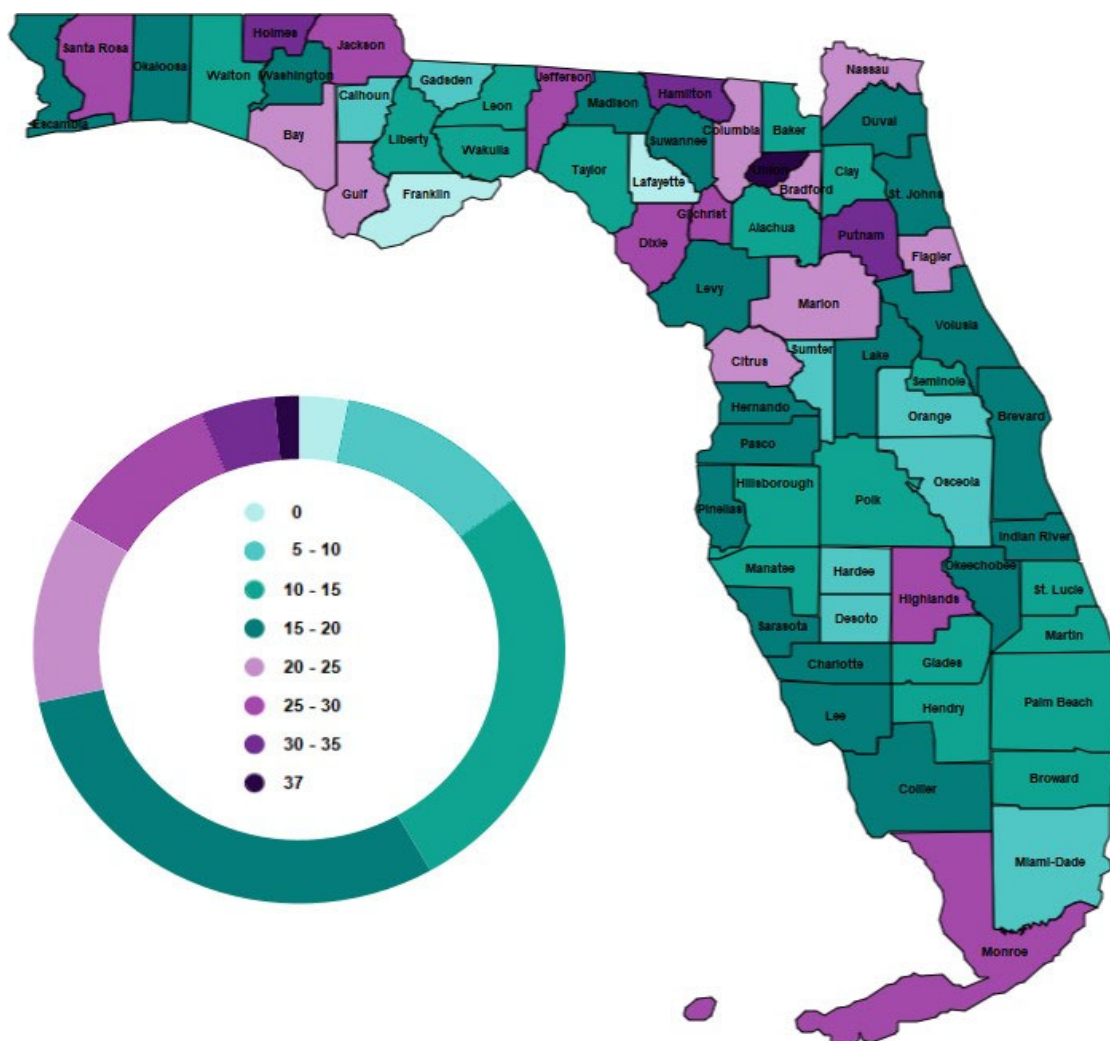 Holmes
Jackson
Santa Rosa
Okaloosa
Walton
Washington
Gadsden
Calhoun
Leon
Jefferson
Madison
Hamilton
Nassau
Escambia
Bay
Liberty
Wakulla
Suwannee
Columbia
Baker
Duval
Gulf
Franklin
Taylor
Lafayette
Union
Bradford
Clay
St. Johns
Dixie
Gilchrist
Alachua
Putnam
Flagler
Levy
Marion
Volusia
Citrus
Sumter
Lake
Seminole
Hernando
Orange
Brevard
Pasco
Hillsborough
Polk
Osceola
Pinellas
Indian River
Manatee
Hardee
Okeechobee
St. Lucie
Highlands
Sarasota
Desoto
Martin
Charlotte
Glades
Lee
Hendry
Palm Beach
Collier
Broward
Miami-Dade
Monroe
0
5 - 10
10 - 15
15 - 20
20 - 25
25 - 30
30 - 35
37